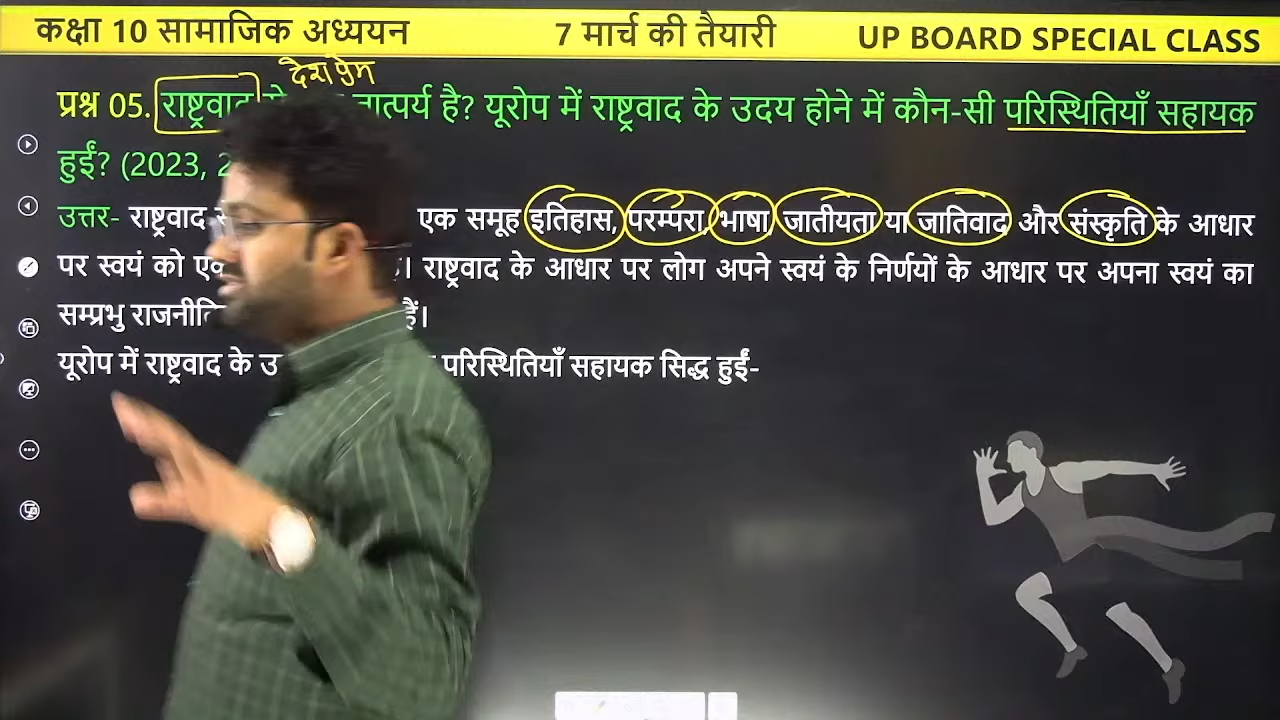 कक्षा 10 सामाजिक अध्ययन 7 मार्च की तैयारी UP BOARD SPECIAL CLASS
देश प्रेम
प्रश्न 05. राष्ट्रवाद तात्पर्य है? यूरोप में राष्ट्रवाद के उदय होने में कौन-सी परिस्थितियाँ सहायक
हुईं? (2023,
उत्तर- राष्ट्रवाद एक समूह इतिहास, परम्परा, भाषा जातीयता या जातिवाद और संस्कृति के आधार
पर स्वयं को राष्ट्रवाद के आधार पर लोग अपने स्वयं के निर्णयों के आधार पर अपना स्वयं का
सम्प्रभु हैं।
यूरोप में राष्ट्रवाद के परिस्थितियाँ सहायक सिद्ध हुईं-